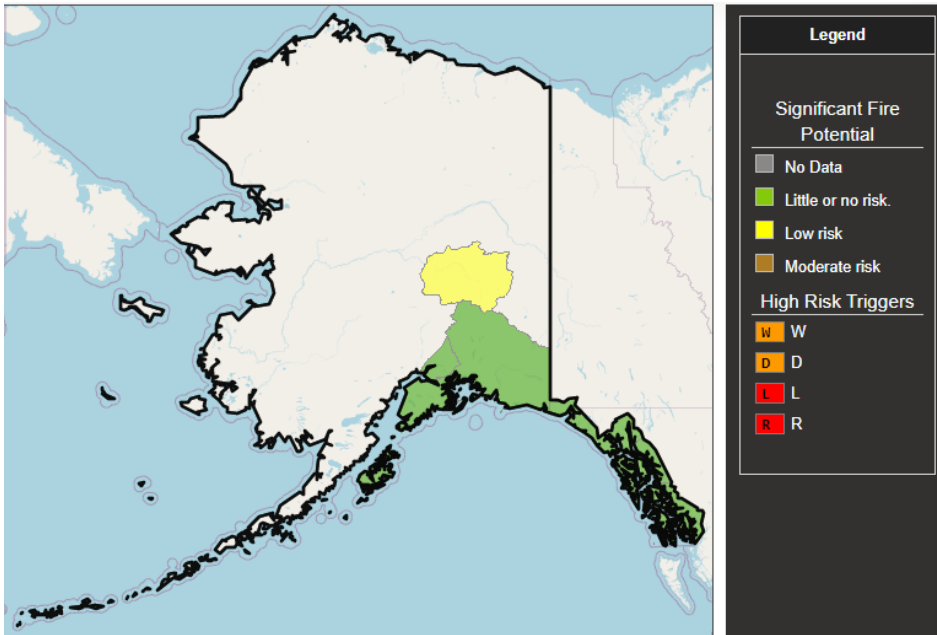 Legend
Significant Fire
Potential
No Data
Little or no risk.
Low risk
Moderate risk
High Risk Triggers
W W
D D
L L
R R